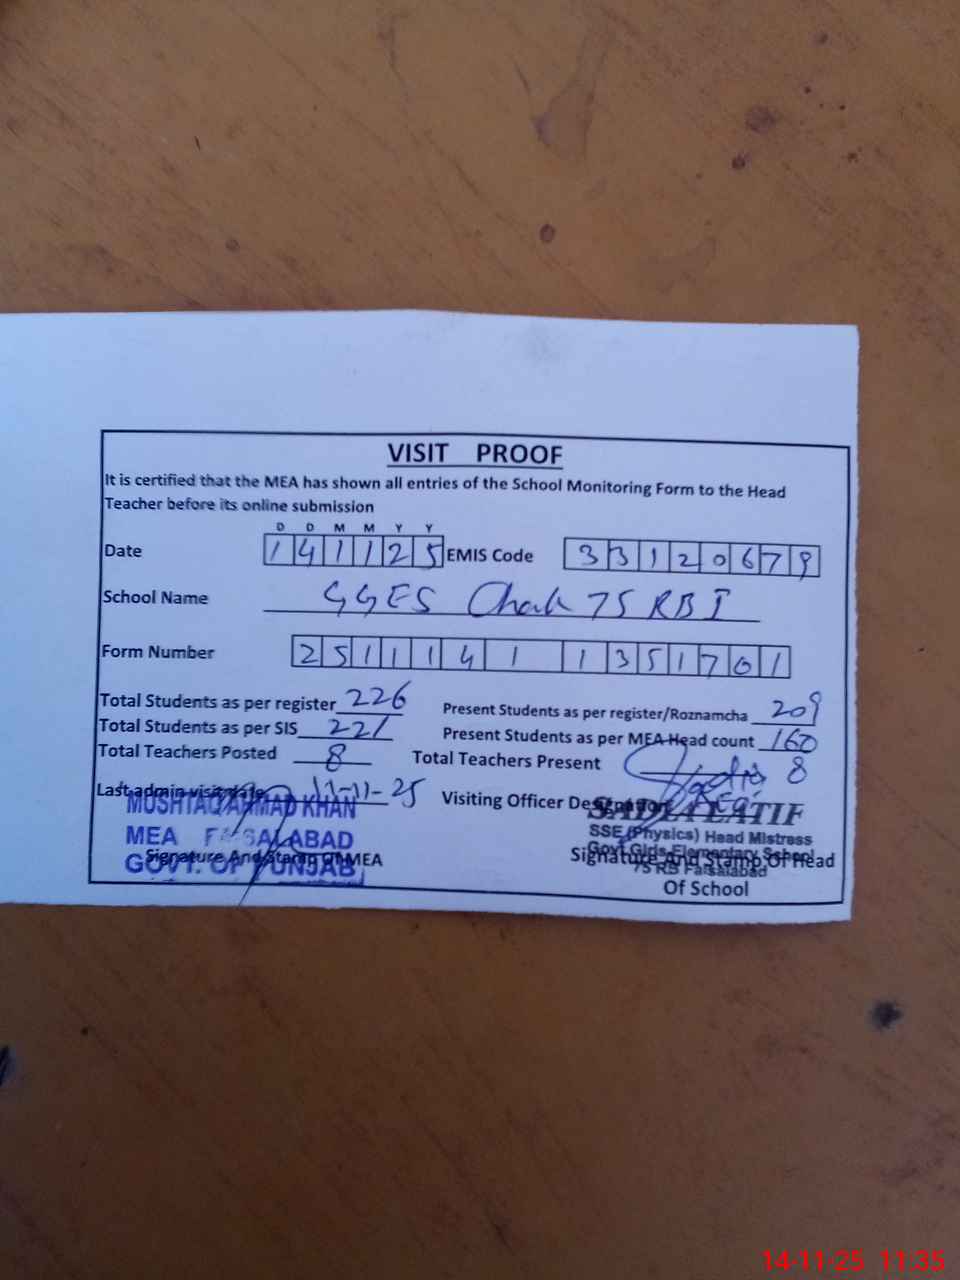 VISIT PROOF
It is certified that the MEA has shown all entries of the School Monitoring Form to the Head
Teacher before its online submission
D D M M Y Y
Date 1 4 1 1 2 5 EMIS Code 3 3 1 2 0 6 7 9
School Name GGES Chak 75 RB I
Form Number 2 5 1 1 1 4 1 1 3 5 1 7 0 1
Total Students as per register 226 Present Students as per register/Roznamcha 209
Total Students as per SIS 221 Present Students as per MEA Head count 160
Total Teachers Posted 8 Total Teachers Present 8
Last admin visit date 11-11-25 Visiting Officer Designation
MUSHTAQ AHMAD KHAN
MEA FAISALABAD
GOVT. OF PUNJAB
Signature And Stamp Of MEA
SADIA LATIF
SSE (Physics) Head Mistress
Govt. Girls Elementary School
75 RB Faisalabad
Signature And Stamp Of Head
Of School
14-11-25 11:35